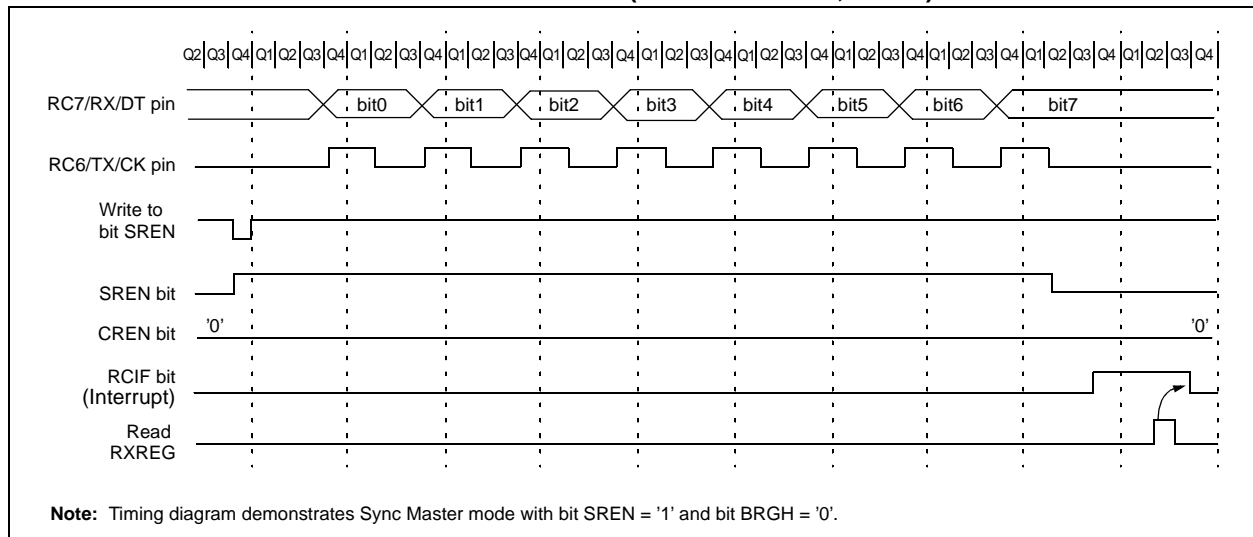 Q2 Q3 Q4 Q1 Q2 Q3 Q4 Q1 Q2 Q3 Q4 Q1 Q2 Q3 Q4 Q1 Q2 Q3 Q4 Q1 Q2 Q3 Q4 Q1 Q2 Q3 Q4 Q1 Q2 Q3 Q4 Q1 Q2 Q3 Q4 Q1 Q2 Q3 Q4 Q1 Q2 Q3 Q4
RC7/RX/DT pin bit0 bit1 bit2 bit3 bit4 bit5 bit6 bit7
RC6/TX/CK pin
Write to
bit SREN
SREN bit
CREN bit '0' '0'
RCIF bit
(Interrupt)
Read
RXREG
Note: Timing diagram demonstrates Sync Master mode with bit SREN = '1' and bit BRGH = '0'.